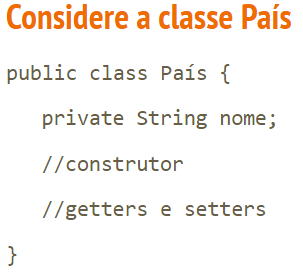 Considere a classe País
public class País {
private String nome;
//construtor
//getters e setters
}